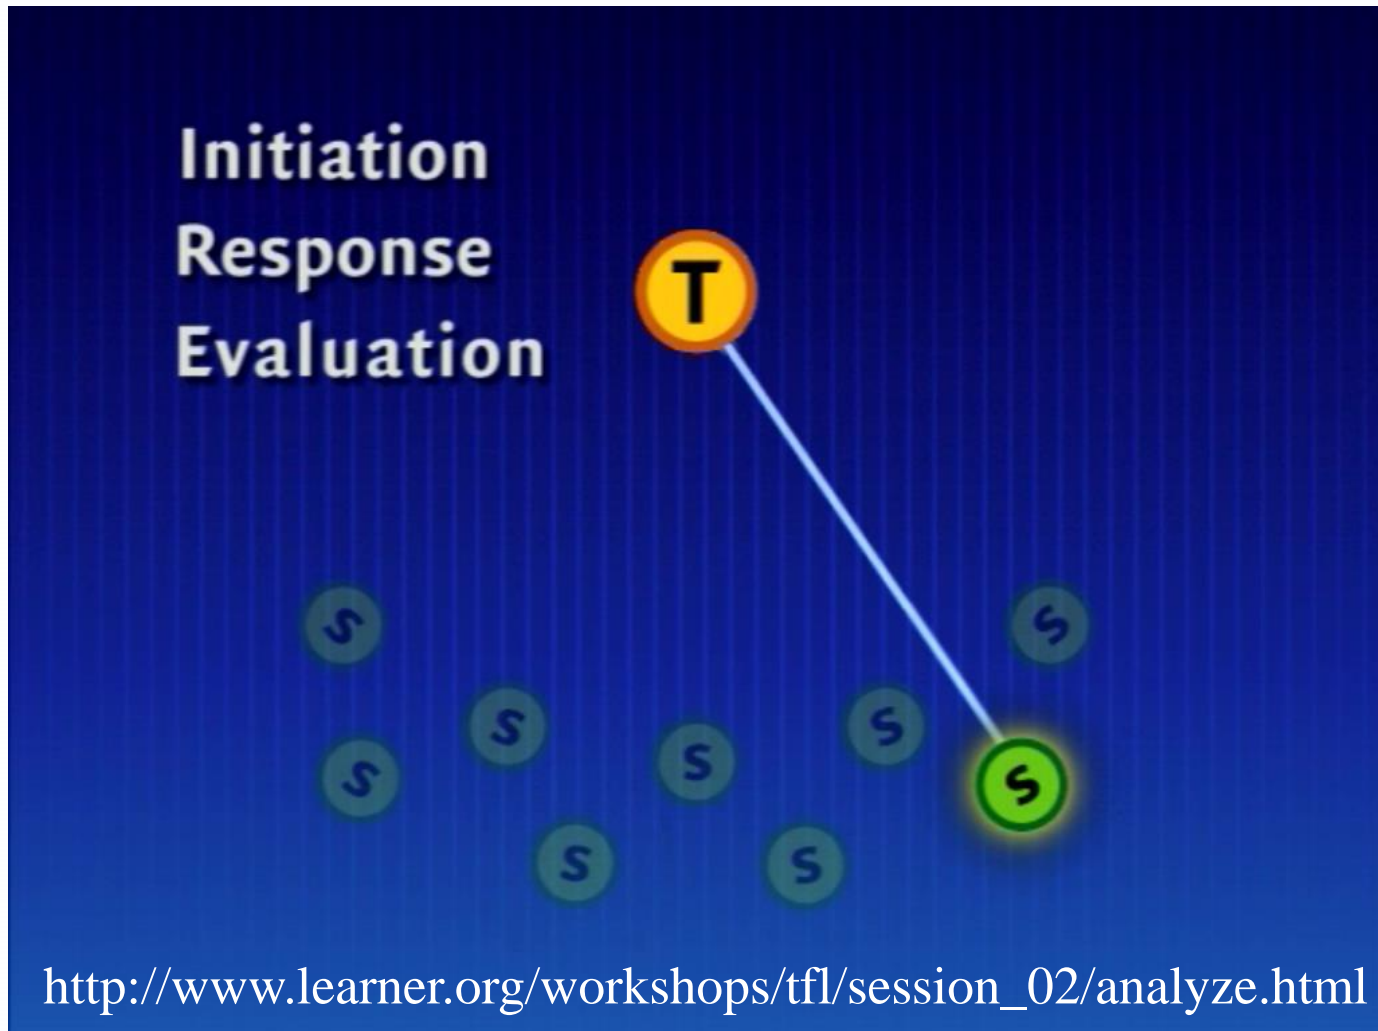 Initiation
Response
Evaluation
T
S
S
S
S
S
S
S
S
S
http://www.learner.org/workshops/tfl/session_02/analyze.html